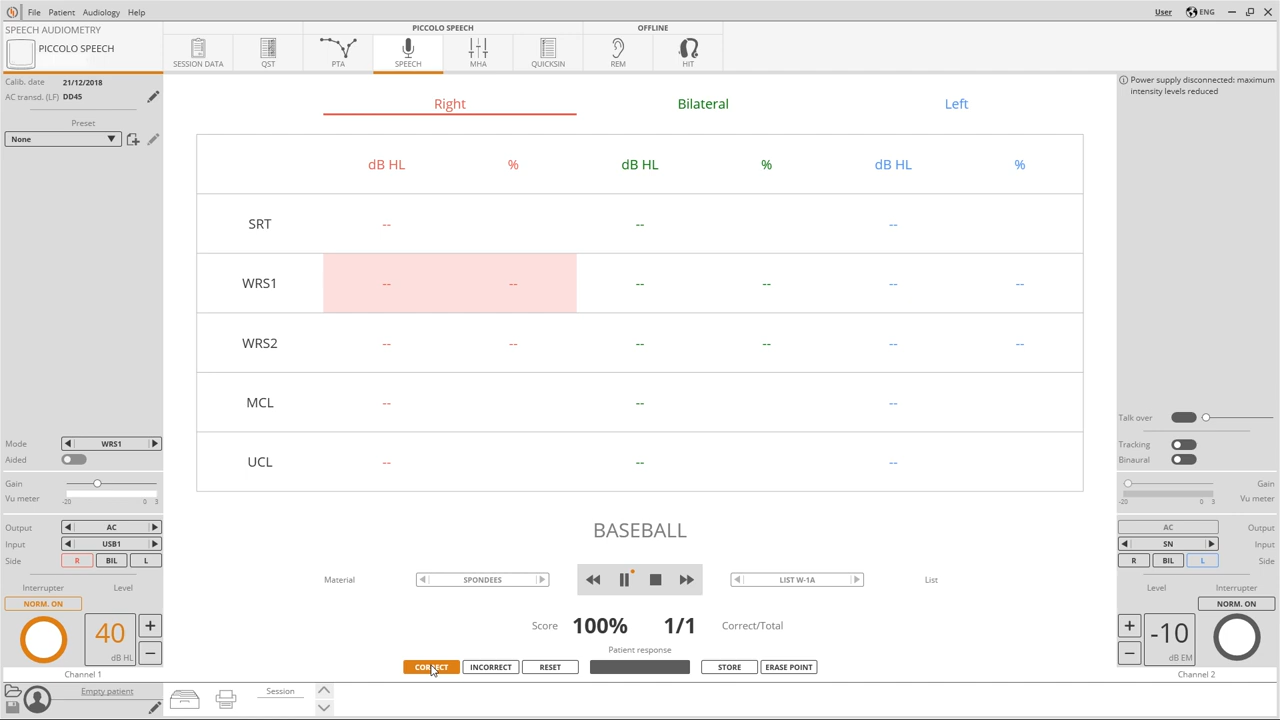 File Patient Audiology Help
User ENG
SPEECH AUDIOMETRY
PICCOLO SPEECH
PICCOLO SPEECH OFFLINE
SESSION DATA QST PTA SPEECH MHA QUICKSIN REM HIT
Calib. date 21/12/2018
AC transd. (LF) DD45
Preset
None
Power supply disconnected: maximum
intensity levels reduced
Right Bilateral Left
dB HL % dB HL % dB HL %
SRT -- -- --
WRS1 -- -- -- -- -- --
WRS2 -- -- -- -- -- --
MCL -- -- --
UCL -- -- --
Mode WRS1
Aided
Gain
Vu meter
-20 0 3
Output AC
Input USB1
Side R BIL L
Interrupter Level
NORM. ON
40
dB HL
+
−
Channel 1
BASEBALL
Material SPONDEES LIST W-1A List
Score 100% 1/1 Correct/Total
Patient response
CORRECT INCORRECT RESET STORE ERASE POINT
Talk over
Tracking
Binaural
Gain
Vu meter
-20 0 3
AC Output
SN Input
R BIL L Side
Level Interrupter
NORM. ON
+
−
-10
dB EM
Channel 2
Empty patient
Session